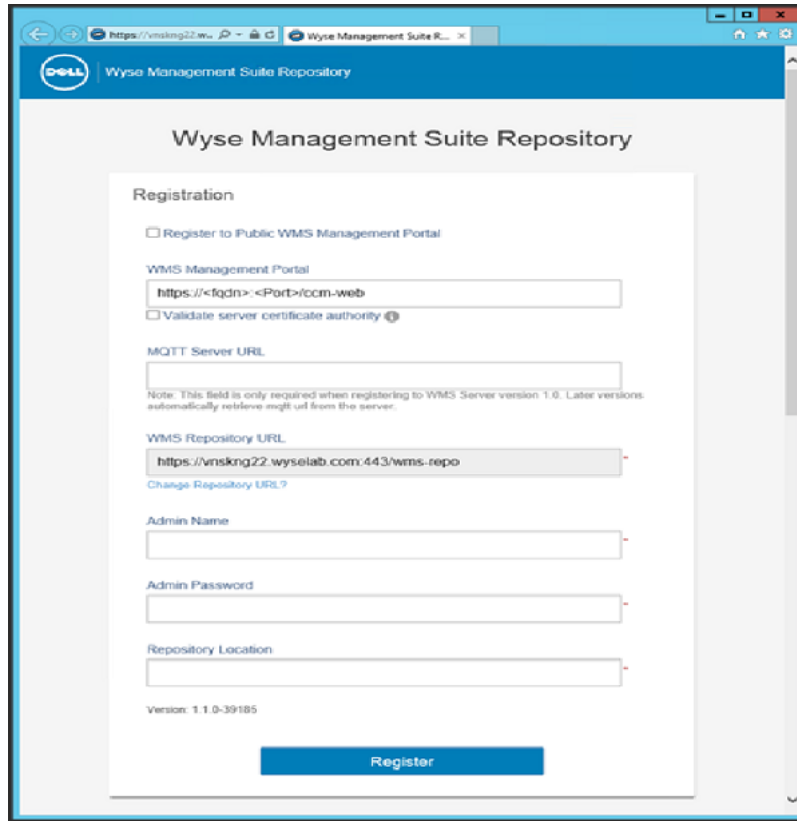 https://vnskng22.w...
Wyse Management Suite R...
DELL
Wyse Management Suite Repository
Wyse Management Suite Repository
Registration
Register to Public WMS Management Portal
WMS Management Portal
https://<fqdn>:<Port>/ccm-web
Validate server certificate authority
MQTT Server URL
Note: This field is only required when registering to WMS Server version 1.0. Later versions
automatically retrieve mqtt url from the server.
WMS Repository URL
https://vnskng22.wyselab.com:443/wms-repo
Change Repository URL?
Admin Name
Admin Password
Repository Location
Version: 1.1.0-39185
Register